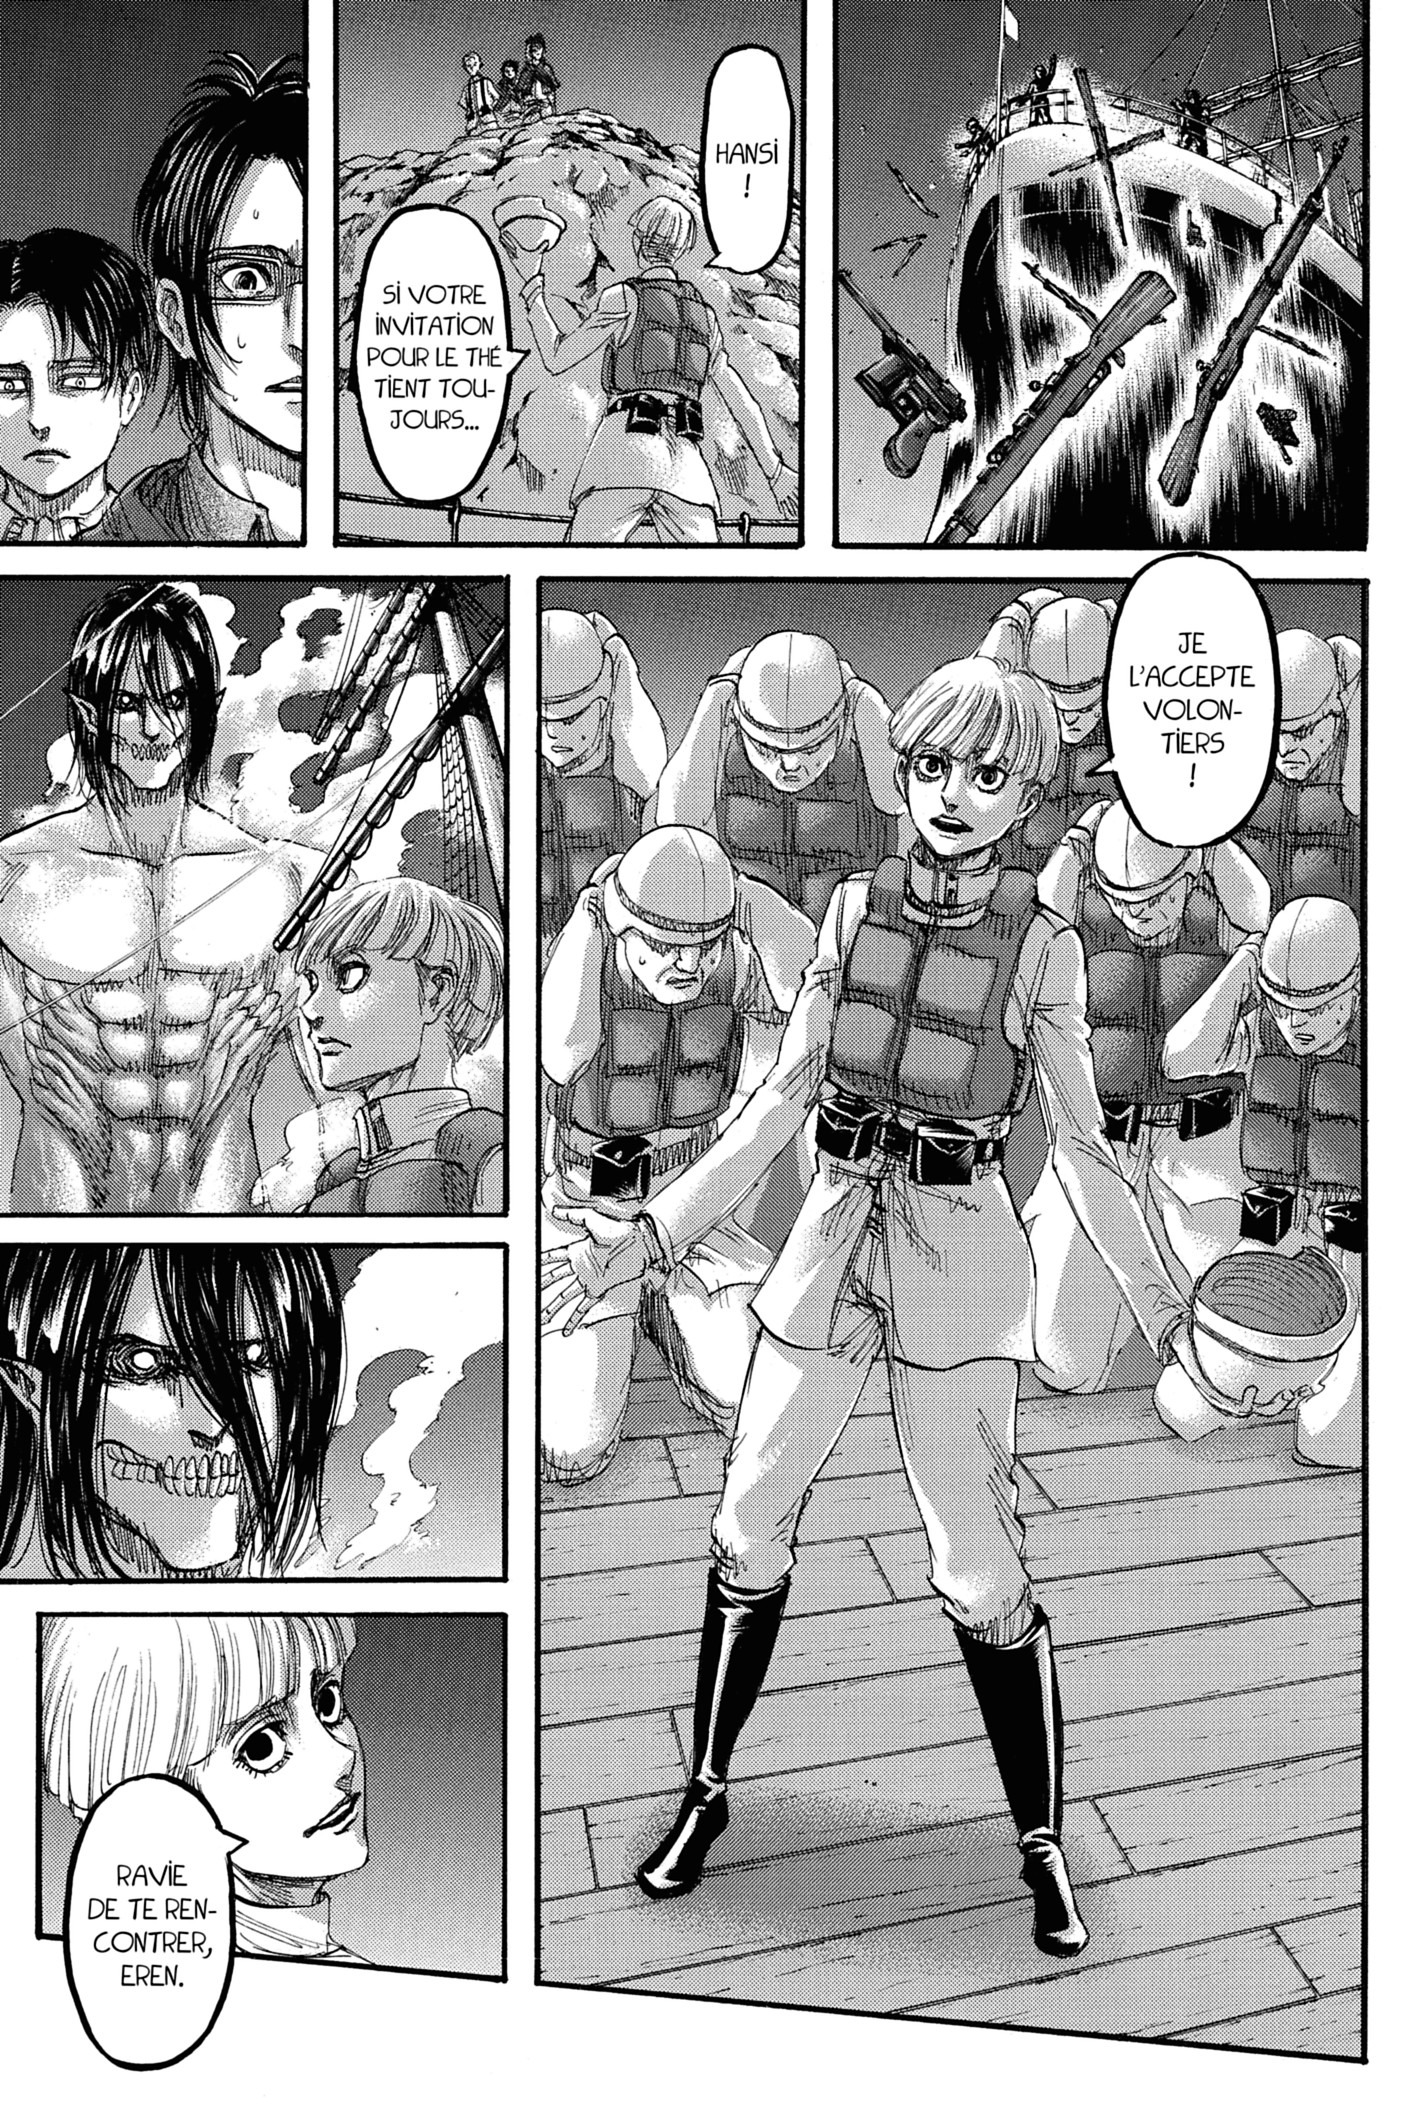 HANSI
!
SI VOTRE
INVITATION
POUR LE THÉ
TIENT TOU-
JOURS...
JE
L'ACCEPTE
VOLON-
TIERS
!
RAVIE
DE TE REN-
CONTRER,
EREN.